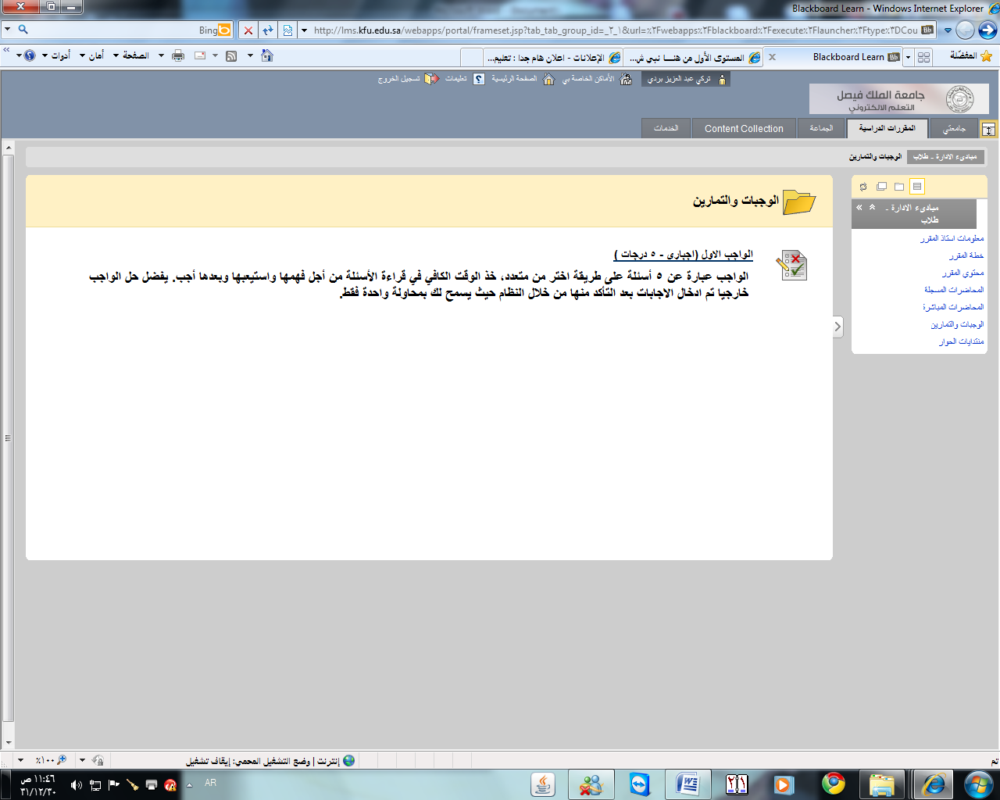 Blackboard Learn - Windows Internet Explorer
http://lms.kfu.edu.sa/webapps/portal/frameset.jsp?tab_tab_group_id=_٢_١&url=%٢Fwebapps%٢Fblackboard%٢Fexecute%٢Flauncher%٣Ftype%٣DCou
Bing
المفضلة
Blackboard Learn
المستوى الأول من هنـــا نبي ش...
الإعلانات - اعلان هام جدا : تعليم...
الصفحة
أمان
أدوات
تركي عبد العزيز بردي
الأماكن الخاصة بي
الصفحة الرئيسية
تعليمات
تسجيل الخروج
جامعة الملك فيصل
التعلم الالكتروني
جامعتي
المقررات الدراسية
الجماعة
Content Collection
الخدمات
مبادىء الادارة - طلاب
الوجبات والتمارين
الوجبات والتمارين
مبادىء الادارة -
طلاب
معلومات استاذ المقرر
خطة المقرر
محتوي المقرر
المحاضرات المسجلة
المحاضرات المباشرة
الوجبات والتمارين
منتديات الحوار
الواجب الاول (اجبارى - ٥ درجات )
الواجب عبارة عن ٥ أسئلة على طريقة اختر من متعدد، خذ الوقت الكافي في قراءة الأسئلة من أجل فهمها واستيعبها وبعدها أجب. يفضل حل الواجب
خارجيا تم ادخال الاجابات بعد التأكد منها من خلال النظام حيث يسمح لك بمحاولة واحدة فقط.
تم
إنترنت | وضع التشغيل المحمي: إيقاف تشغيل
٪١٠٠
AR
١١:٤٦ ص
٣١/١٢/٣٠